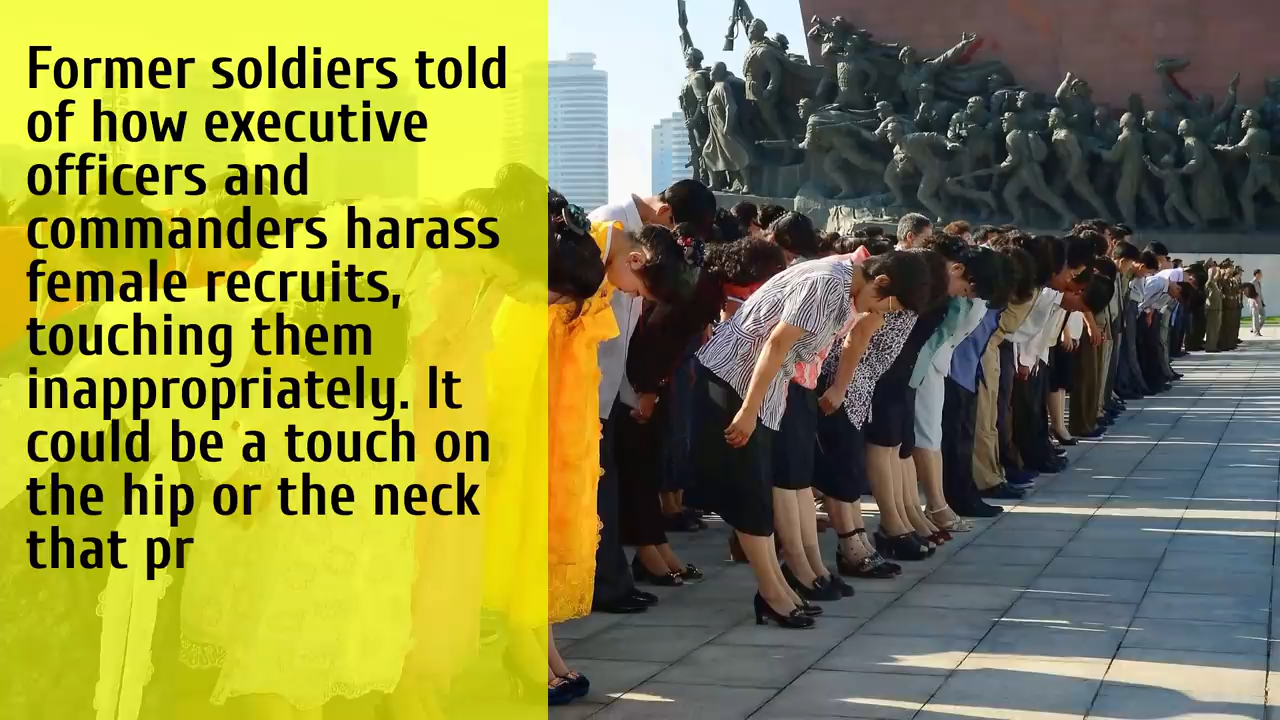 Former soldiers told
of how executive
officers and
commanders harass
female recruits,
touching them
inappropriately. It
could be a touch on
the hip or the neck
that pr